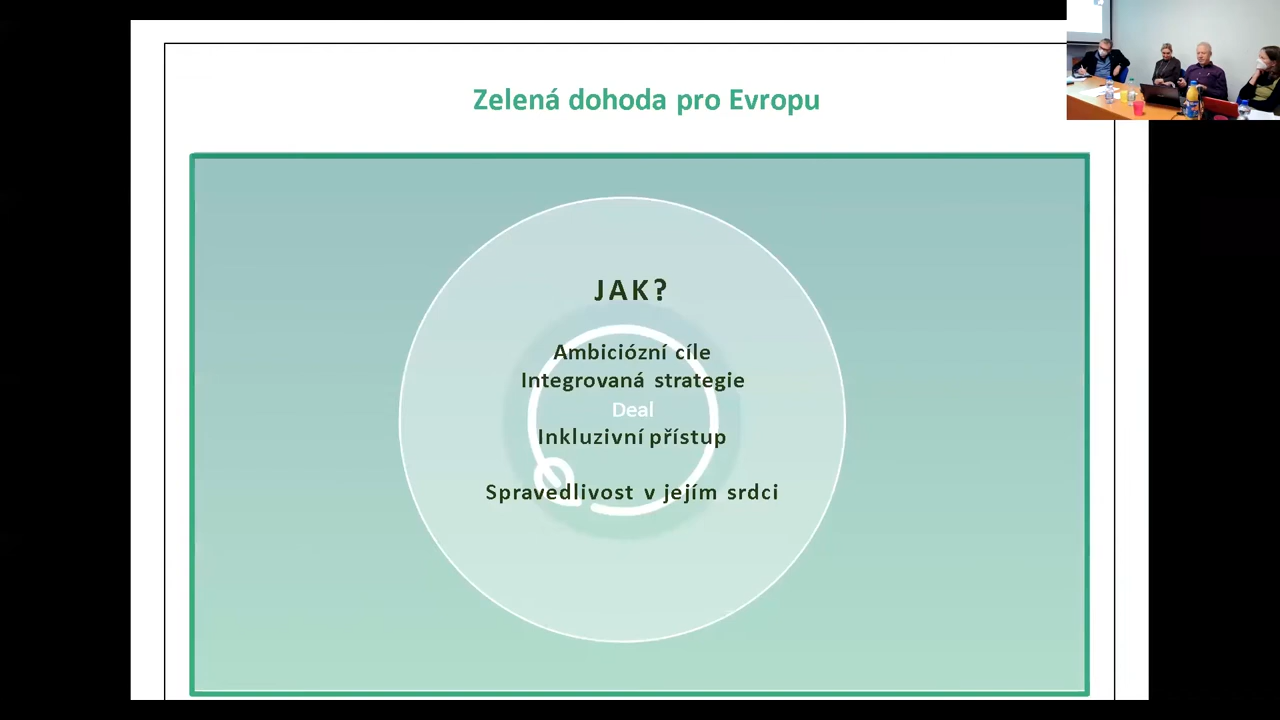 Zelená dohoda pro Evropu
JAK?
Ambiciózní cíle
Integrovaná strategie
Deal
Inkluzivní přístup
Spravedlivost v jejím srdci